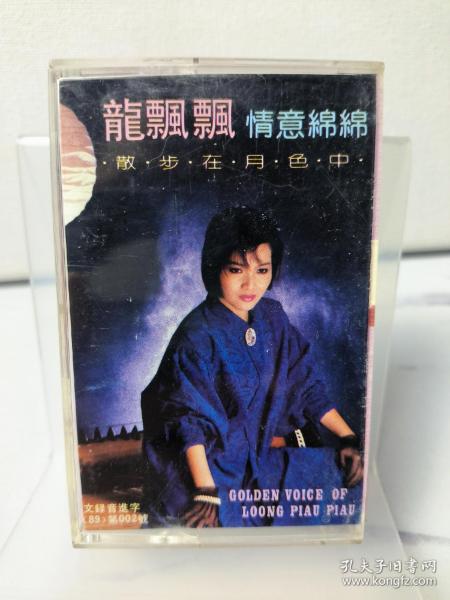 龍飄飄 情意綿綿
·散·步·在·月·色·中·
GOLDEN VOICE OF
LOONG PIAU PIAU
文録音進字
(89)第002號
孔夫子旧书网
www.kongfz.com